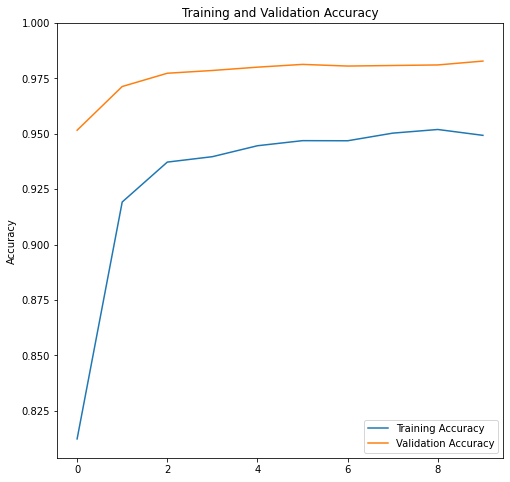 Training and Validation Accuracy
Accuracy
1.000
0.975
0.950
0.925
0.900
0.875
0.850
0.825
0 2 4 6 8
Training Accuracy
Validation Accuracy